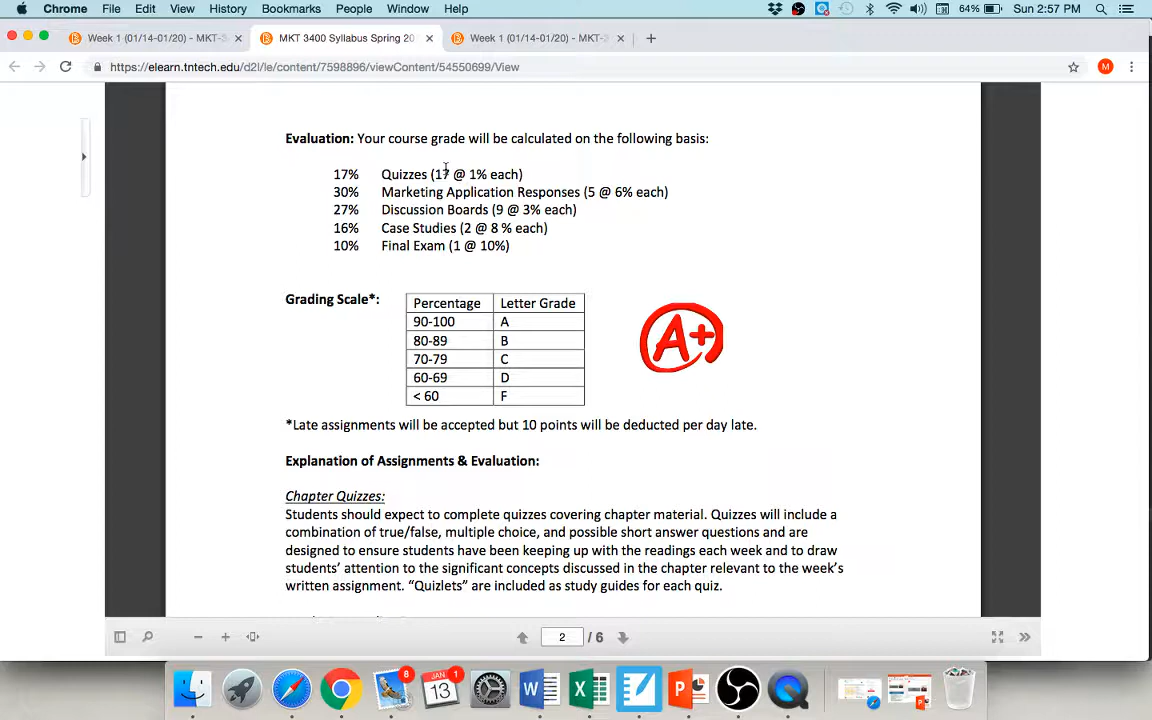 Chrome File Edit View History Bookmarks People Window Help 64% Sun 2:57 PM
Week 1 (01/14-01/20) - MKT-3 MKT 3400 Syllabus Spring 20 Week 1 (01/14-01/20) - MKT-3
https://elearn.tntech.edu/d2l/le/content/7598896/viewContent/54550699/View M
Evaluation: Your course grade will be calculated on the following basis:
17% Quizzes (17 @ 1% each)
30% Marketing Application Responses (5 @ 6% each)
27% Discussion Boards (9 @ 3% each)
16% Case Studies (2 @ 8 % each)
10% Final Exam (1 @ 10%)
Grading Scale*: Percentage Letter Grade
90-100 A
80-89 B
70-79 C
60-69 D
< 60 F
A+
*Late assignments will be accepted but 10 points will be deducted per day late.
Explanation of Assignments & Evaluation:
Chapter Quizzes:
Students should expect to complete quizzes covering chapter material. Quizzes will include a
combination of true/false, multiple choice, and possible short answer questions and are
designed to ensure students have been keeping up with the readings each week and to draw
students’ attention to the significant concepts discussed in the chapter relevant to the week’s
written assignment. “Quizlets” are included as study guides for each quiz.
2 / 6
8 JAN 13 1 W X P